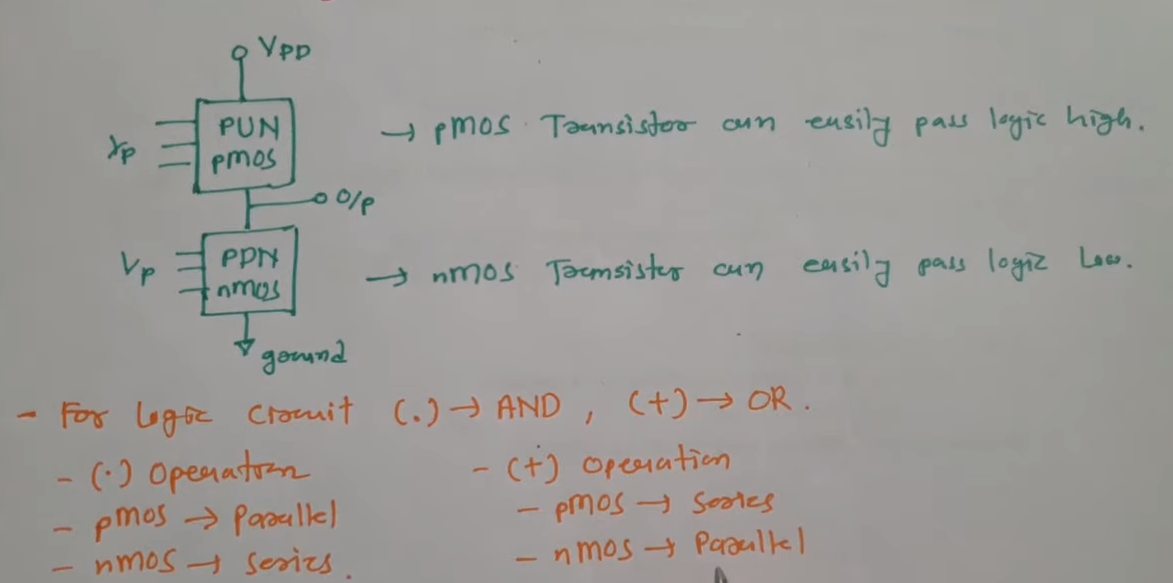 VDD
PUN
pmos
→ pmos Transistor can easily pass logic high.
O/P
Vp
PDN
nmos
→ nmos Transistor can easily pass logic Low.
ground
- For Logic Circuit (.) → AND , (+) → OR.
- (.) Operation
- pmos → Parallel
- nmos → series.
- (+) operation
- pmos → Series
- nmos → Parallel